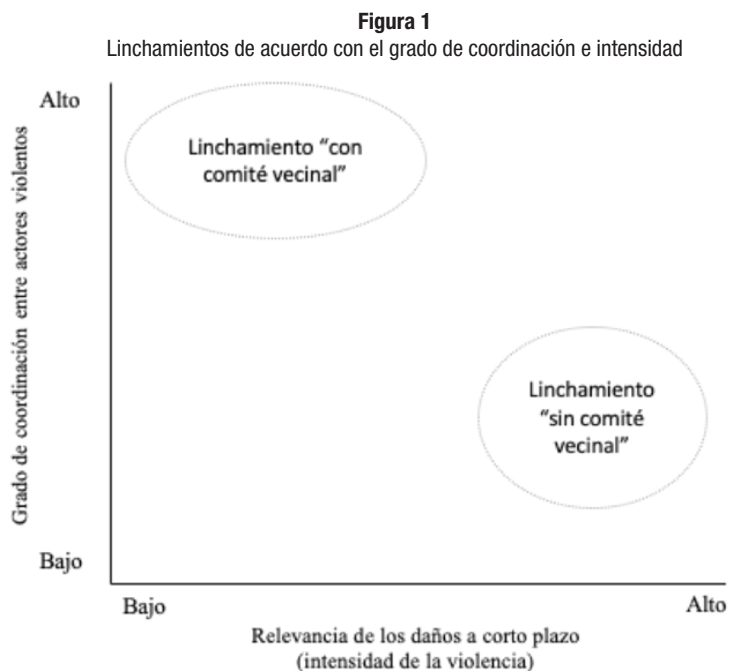 Figura 1
Linchamientos de acuerdo con el grado de coordinación e intensidad
Alto
Grado de coordinación entre actores violentos
Linchamiento “con
comité vecinal”
Linchamiento
“sin comité
vecinal”
Bajo
Bajo
Alto
Relevancia de los daños a corto plazo
(intensidad de la violencia)